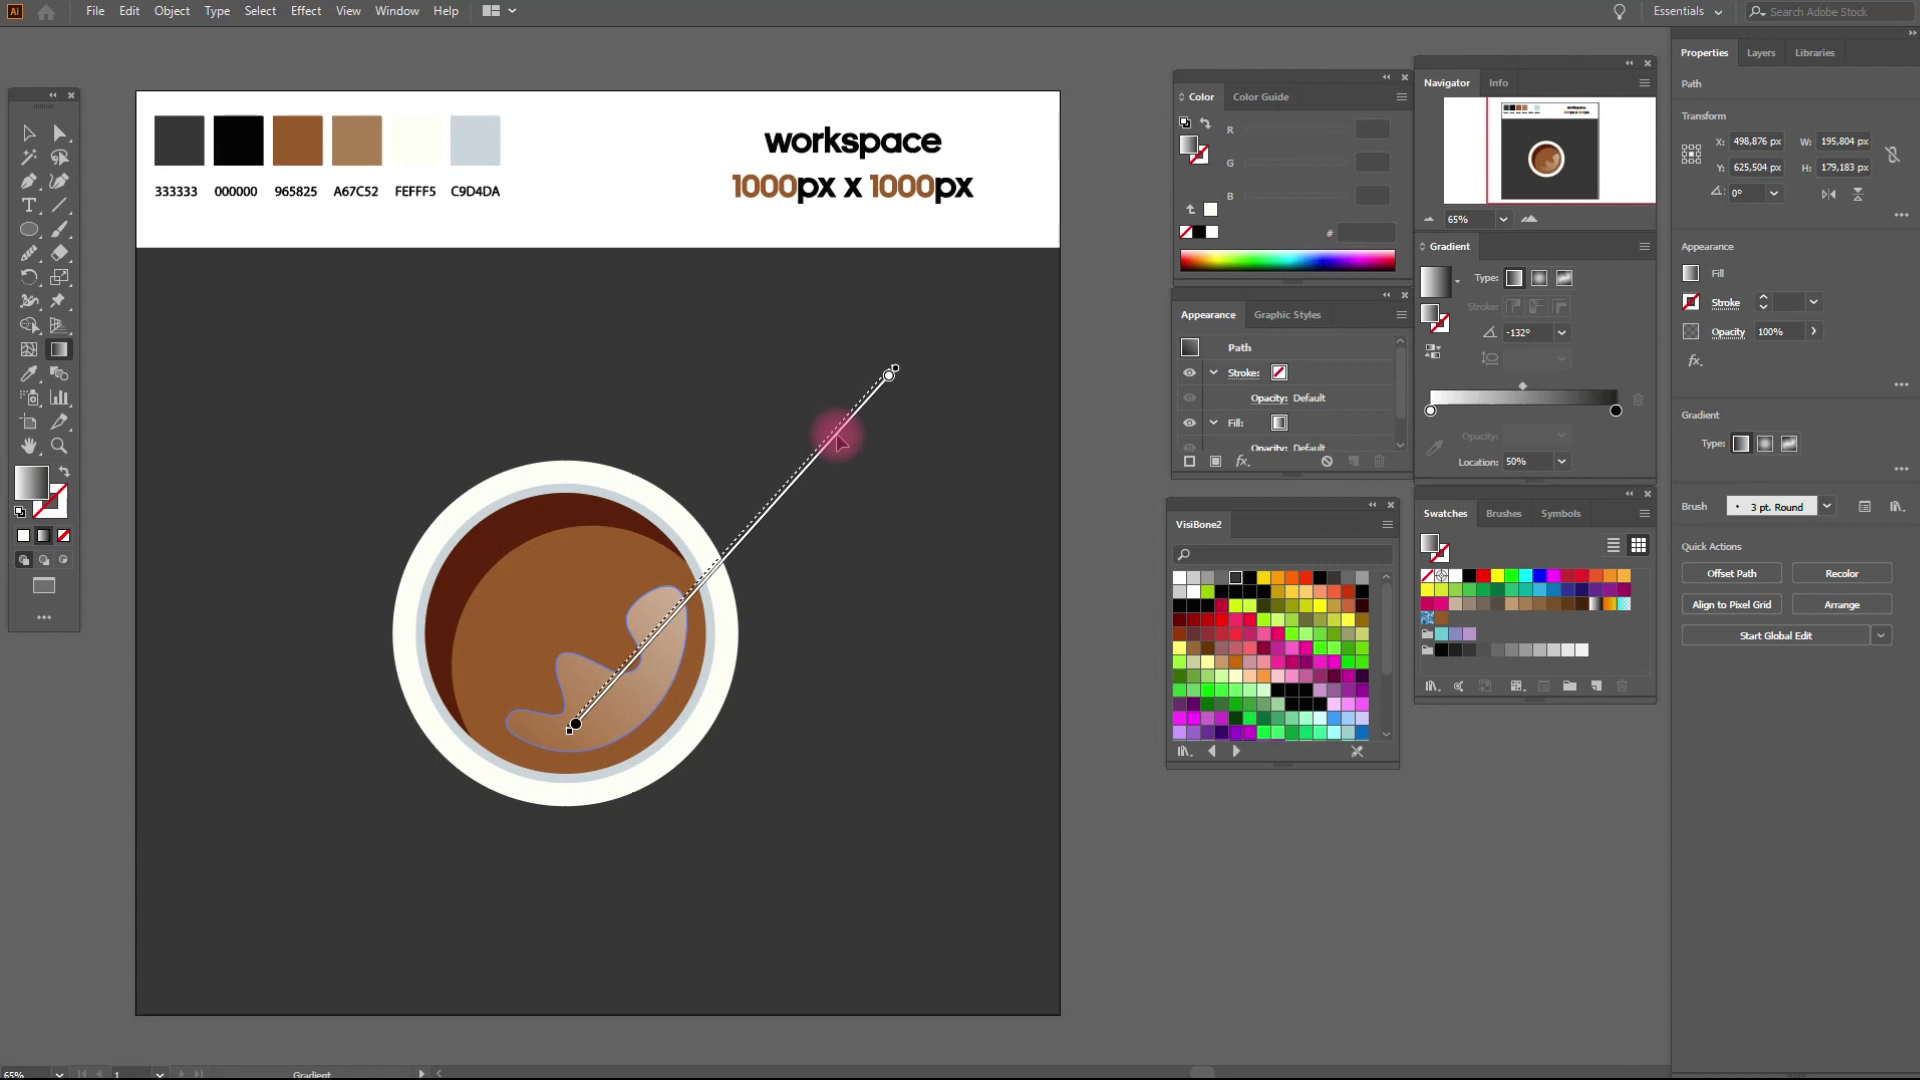 Ai File Edit Object Type Select Effect View Window Help Essentials Search Adobe Stock
333333 000000 965825 A67C52 FEFFF5 C9D4DA
workspace
1000px x 1000px
Color Color Guide
R
G
B
#
Appearance Graphic Styles
Path
Stroke:
Opacity: Default
Fill:
Opacity: Default
fx.
VisiBone2
Navigator Info
65%
Gradient
Type:
Stroke:
-132°
Opacity:
Location: 50%
Swatches Brushes Symbols
Properties Layers Libraries
Path
Transform
X: 498,876 px W: 195,804 px
Y: 625,504 px H: 179,183 px
0°
Appearance
Fill
Stroke
Opacity 100%
fx.
Gradient
Type:
Brush 3 pt. Round
Quick Actions
Offset Path Recolor
Align to Pixel Grid Arrange
Start Global Edit
65% 1 Gradient